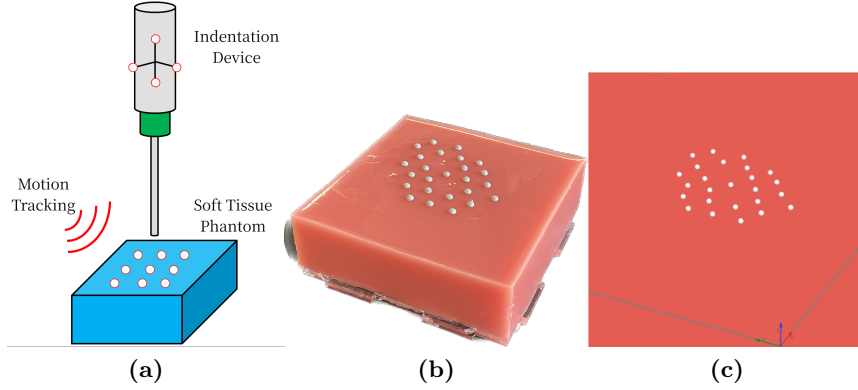 Indentation
Device
Motion
Tracking
Soft Tissue
Phantom
(a)
(b)
(c)